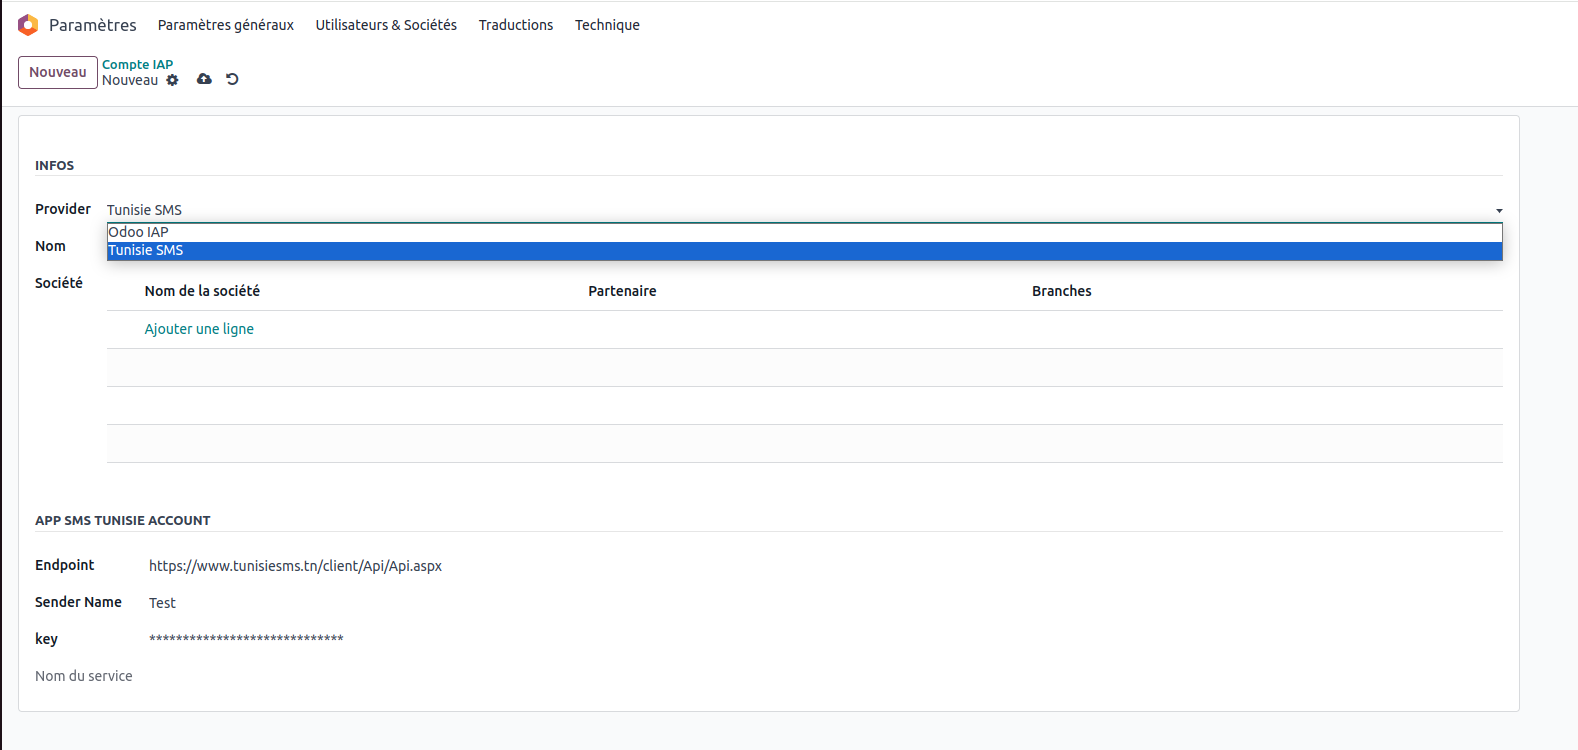 Paramètres Paramètres généraux Utilisateurs & Sociétés Traductions Technique
Nouveau
Compte IAP
Nouveau
INFOS
Provider Tunisie SMS
Odoo IAP
Tunisie SMS
Nom
Société
Nom de la société Partenaire Branches
Ajouter une ligne
APP SMS TUNISIE ACCOUNT
Endpoint https://www.tunisiesms.tn/client/Api/Api.aspx
Sender Name Test
key *****************************
Nom du service